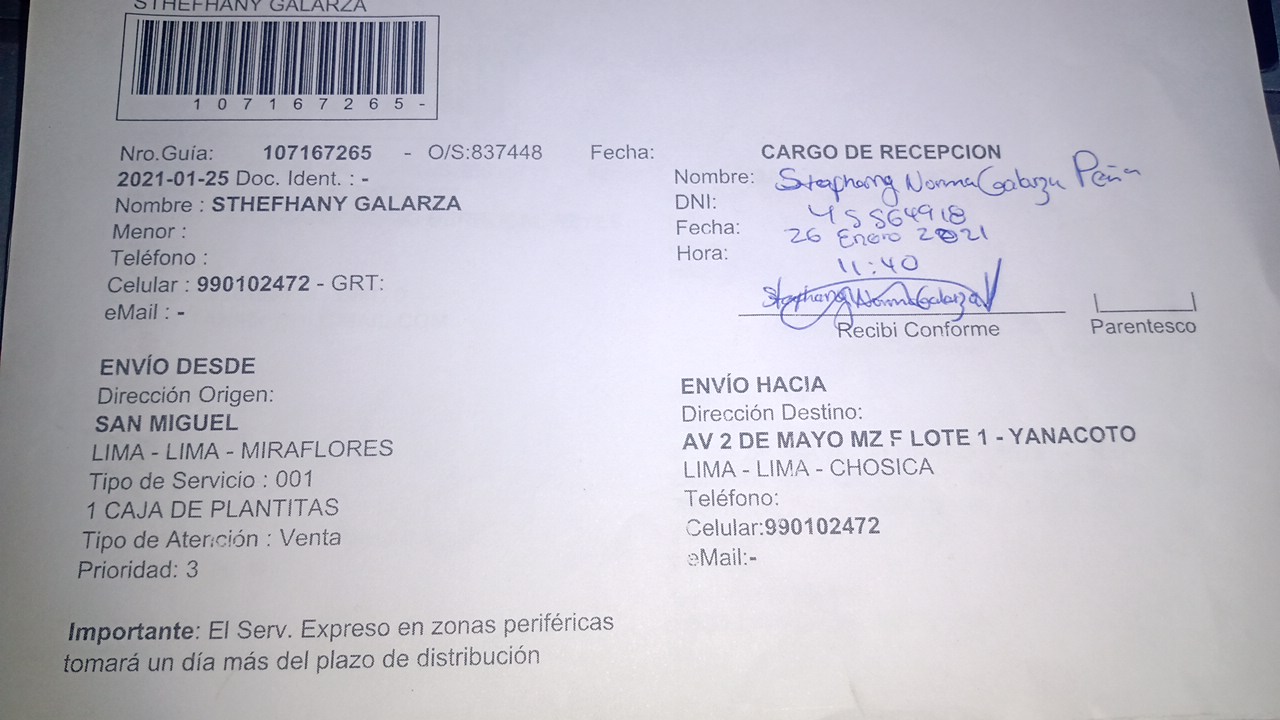 STHEFHANY GALARZA
107167265-
Nro.Guia: 107167265 - O/S:837448 Fecha:
2021-01-25 Doc. Ident. : -
Nombre : STHEFHANY GALARZA
Menor :
Teléfono :
Celular : 990102472 - GRT:
eMail : -
CARGO DE RECEPCION
Nombre: Stephany Norma Galarza Peña
DNI: 45564918
Fecha: 26 Enero 2021
Hora: 11:40
Stephany Norma Galarza
Recibi Conforme
Parentesco
ENVÍO DESDE
Dirección Origen:
SAN MIGUEL
LIMA - LIMA - MIRAFLORES
Tipo de Servicio : 001
1 CAJA DE PLANTITAS
Tipo de Atención : Venta
Prioridad: 3
ENVÍO HACIA
Dirección Destino:
AV 2 DE MAYO MZ F LOTE 1 - YANACOTO
LIMA - LIMA - CHOSICA
Teléfono:
Celular:990102472
eMail:-
Importante: El Serv. Expreso en zonas periféricas
tomará un día más del plazo de distribución